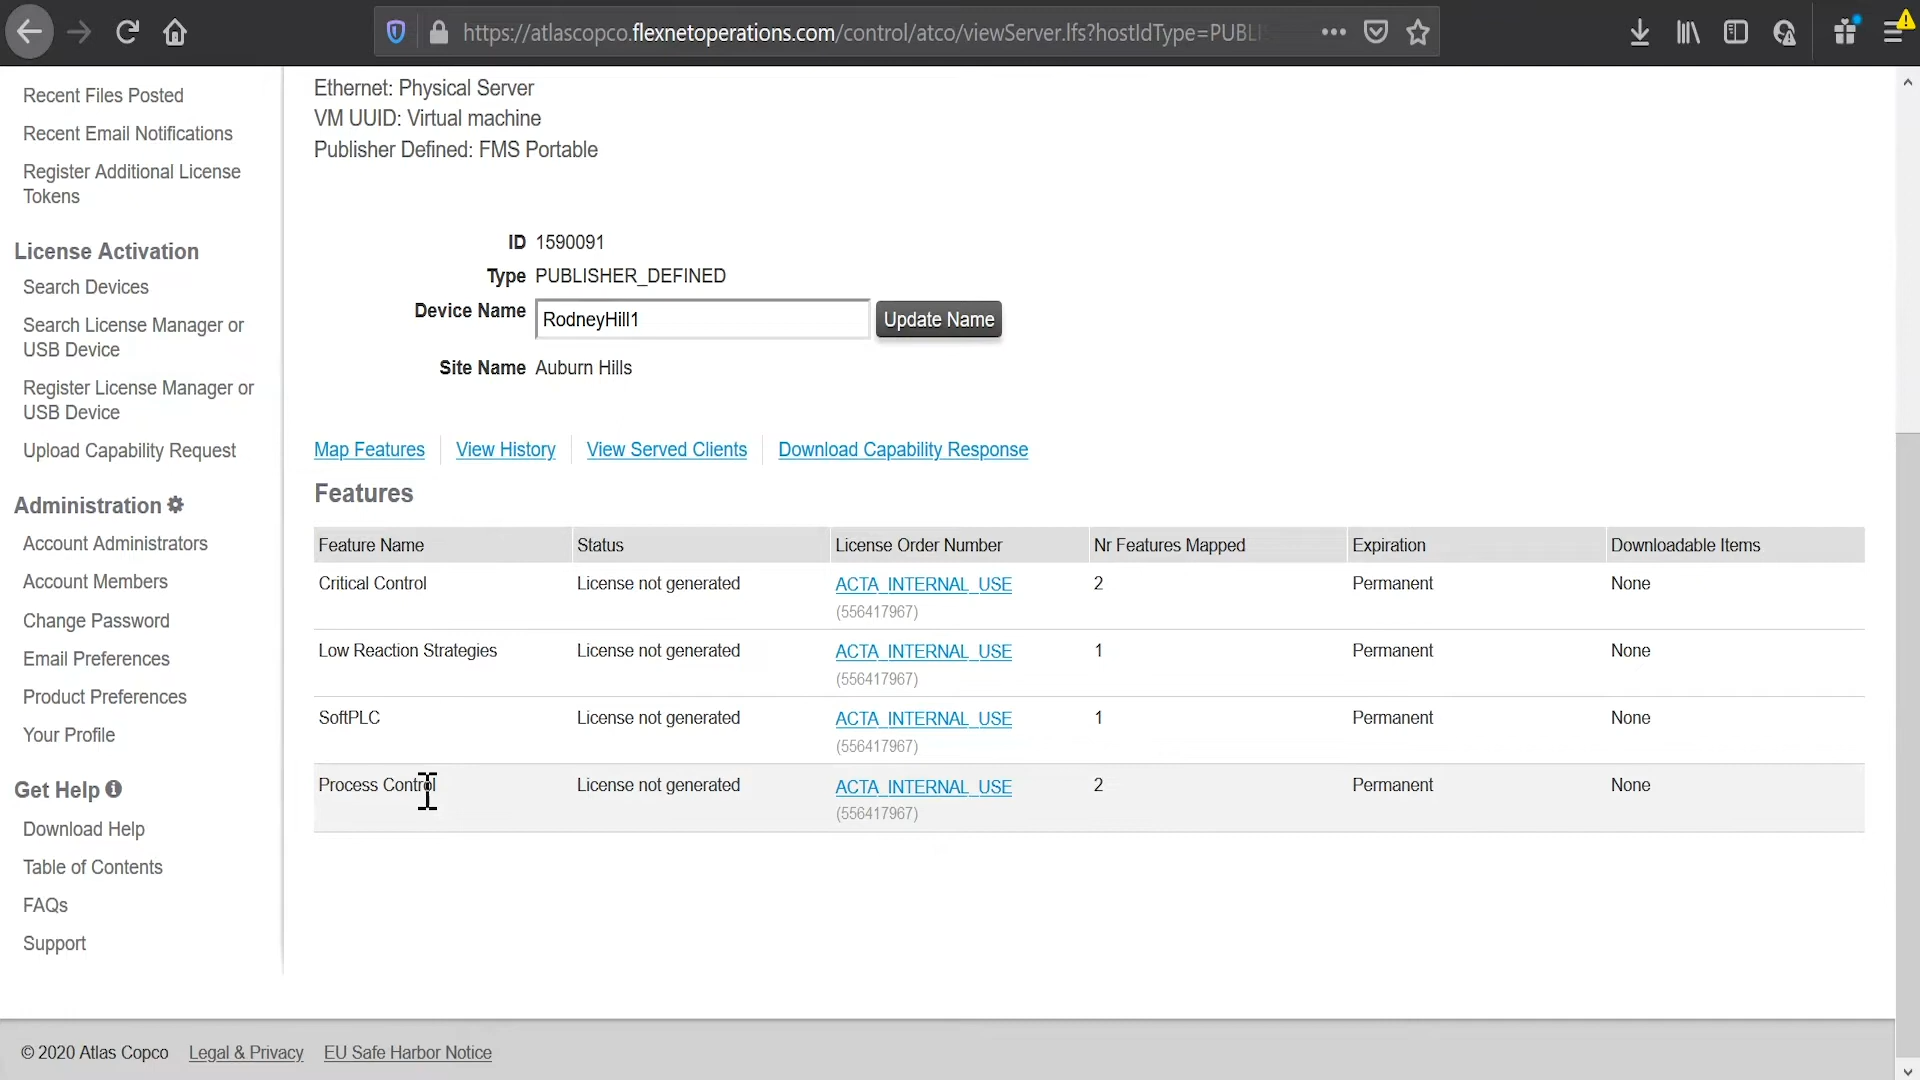 https://atlascopco.flexnetoperations.com/control/atco/viewServer.lfs?hostIdType=PUBLI
Recent Files Posted
Recent Email Notifications
Register Additional License
Tokens
License Activation
Search Devices
Search License Manager or
USB Device
Register License Manager or
USB Device
Upload Capability Request
Administration
Account Administrators
Account Members
Change Password
Email Preferences
Product Preferences
Your Profile
Get Help
Download Help
Table of Contents
FAQs
Support
Ethernet: Physical Server
VM UUID: Virtual machine
Publisher Defined: FMS Portable
ID 1590091
Type PUBLISHER_DEFINED
Device Name RodneyHill1 Update Name
Site Name Auburn Hills
Map Features View History View Served Clients Download Capability Response
Features
Feature Name Status License Order Number Nr Features Mapped Expiration Downloadable Items
Critical Control License not generated ACTA_INTERNAL_USE 2 Permanent None
(556417967)
Low Reaction Strategies License not generated ACTA_INTERNAL_USE 1 Permanent None
(556417967)
SoftPLC License not generated ACTA_INTERNAL_USE 1 Permanent None
(556417967)
Process Control License not generated ACTA_INTERNAL_USE 2 Permanent None
(556417967)
© 2020 Atlas Copco Legal & Privacy EU Safe Harbor Notice